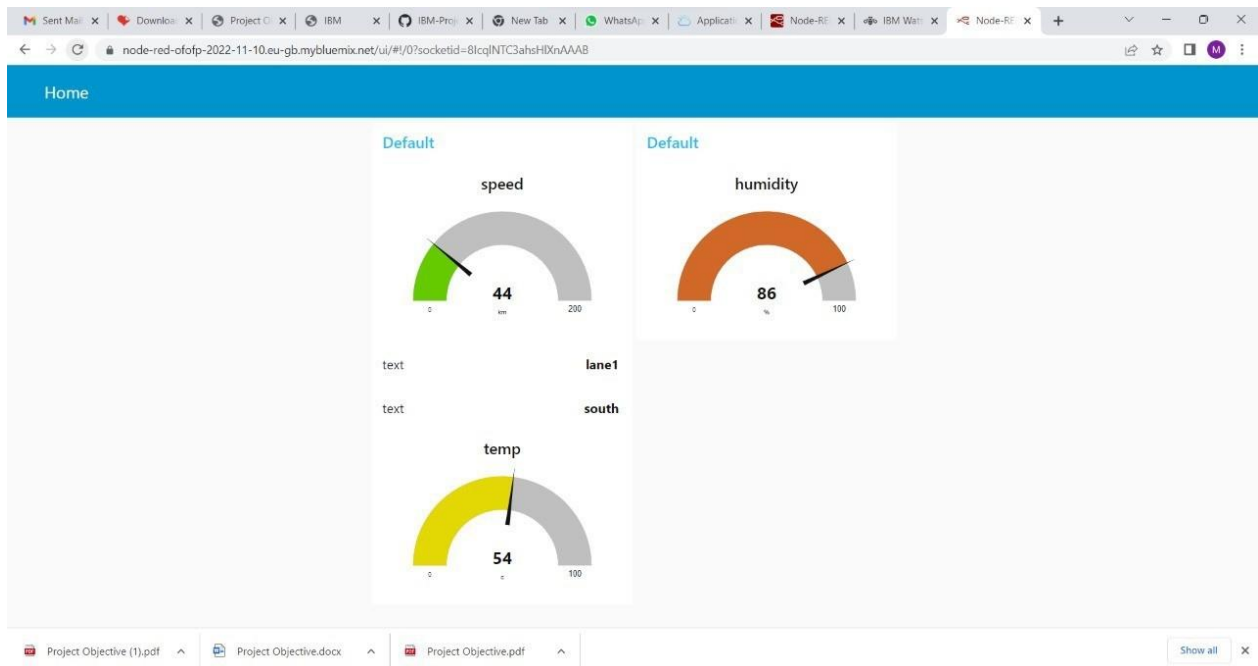 Sent Mail
Downloa
Project O
IBM
IBM-Proj
New Tab
WhatsAp
Applicati
Node-RE
IBM Wats
Node-RE
node-red-ofofp-2022-11-10.eu-gb.mybluemix.net/ui/#!/0?socketid=8IcqlNTC3ahsHlXnAAAB
M
Home
Default
speed
44
km
0
200
text lane1
text south
temp
54
c
0
100
Default
humidity
86
%
0
100
Project Objective (1).pdf
Project Objective.docx
Project Objective.pdf
Show all